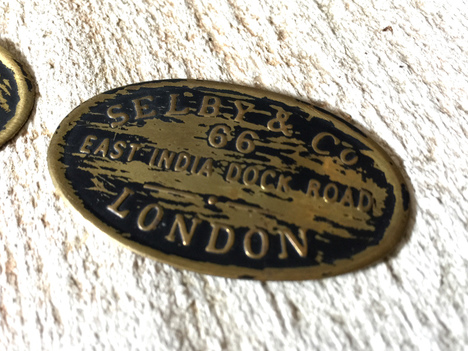 SELBY & Co.
66
EAST INDIA DOCK ROAD
LONDON